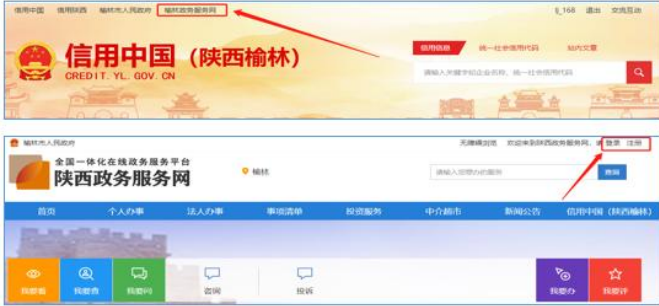 信用中国 信用陕西 榆林市人民政府 榆林政务服务网
lj_168 退出 交流互动
信用中国(陕西榆林)
CREDIT. YL. GOV. CN
信用信息 统一社会信用代码 站内文章
请输入关键字如企业名称、统一社会信用代码
榆林市人民政府
无障碍浏览 欢迎来到陕西政务服务网, 请 登录 注册
全国一体化在线政务服务平台
陕西政务服务网
榆林
请输入您想办的服务
查询
首页 个人办事 法人办事 事项清单 投资服务 中介超市 新闻公告 信用中国(陕西榆林)
我要看 我要查 我要问 咨询 投诉 我要办 我要评